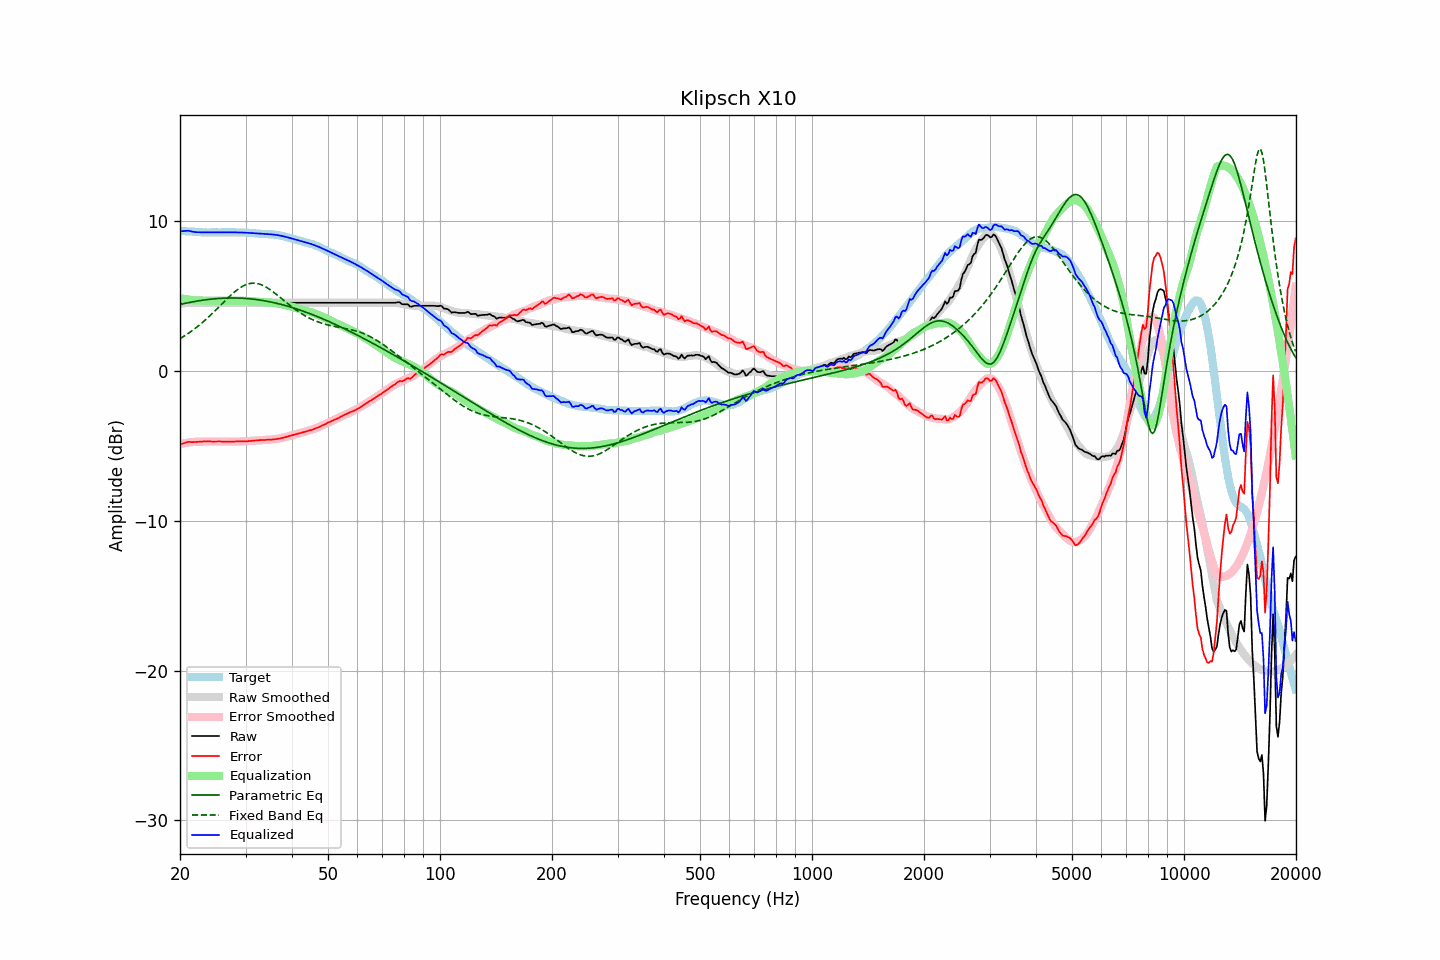 Klipsch X10
Amplitude (dBr)
10
0
−10
−20
−30
Target
Raw Smoothed
Error Smoothed
Raw
Error
Equalization
Parametric Eq
Fixed Band Eq
Equalized
20 50 100 200 500 1000 2000 5000 10000 20000
Frequency (Hz)